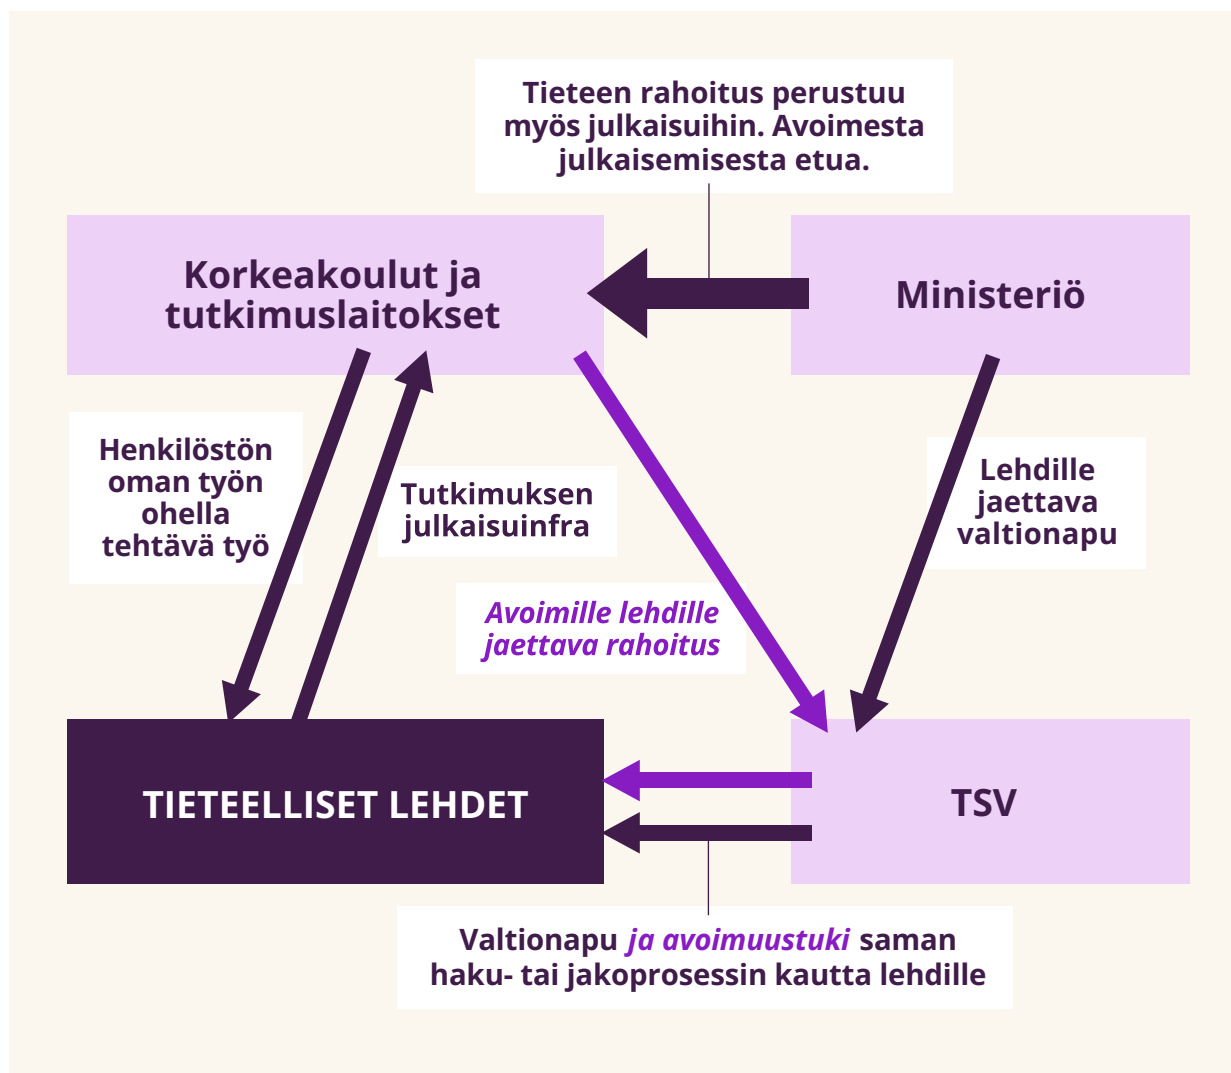 Tieteen rahoitus perustuu
myös julkaisuihin. Avoimesta
julkaisemisesta etua.
Korkeakoulut ja
tutkimuslaitokset
Ministeriö
Henkilöstön
oman työn
ohella
tehtävä työ
Tutkimuksen
julkaisuinfra
Lehdille
jaettava
valtionapu
Avoimille lehdille
jaettava rahoitus
TIETEELLISET LEHDET
TSV
Valtionapu ja avoimuustuki saman
haku- tai jakoprosessin kautta lehdille